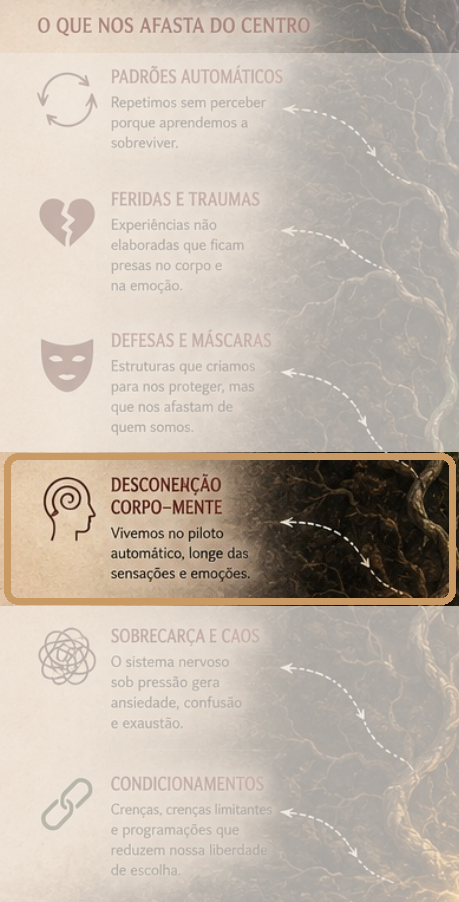 O QUE NOS AFASTA DO CENTRO
PADRÕES AUTOMÁTICOS
Repetimos sem perceber
porque aprendemos a
sobreviver.
FERIDAS E TRAUMAS
Experiências não
elaboradas que ficam
presas no corpo e
na emoção.
DEFESAS E MÁSCARAS
Estruturas que criamos
para nos proteger, mas
que nos afastam de
quem somos.
DESCONENÇÃO
CORPO–MENTE
Vivemos no piloto
automático, longe das
sensações e emoções.
SOBRECARÇA E CAOS
O sistema nervoso
sob pressão gera
ansiedade, confusão
e exaustão.
CONDICIONAMENTOS
Crenças, crenças limitantes
e programações que
reduzem nossa liberdade
de escolha.